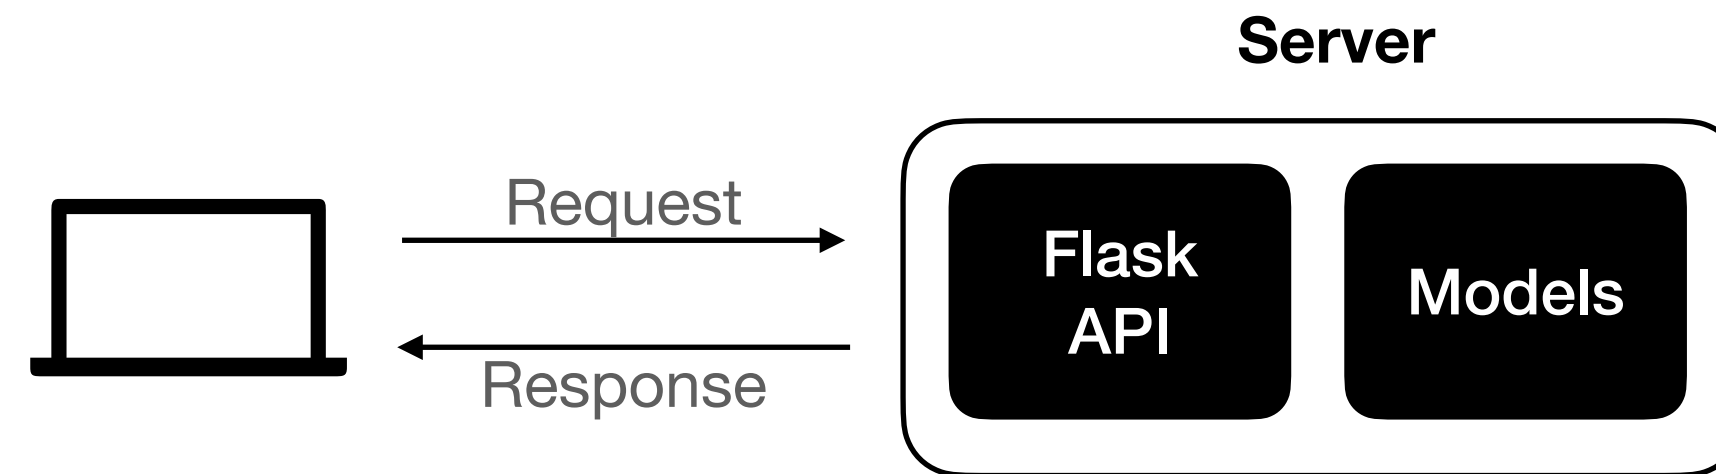 Server
Request
Response
Flask
API
Models